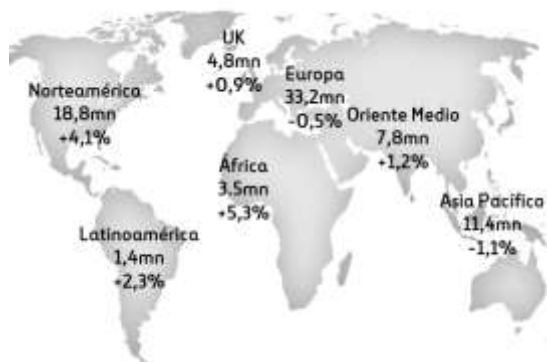 UK
4,8mn
+0,9%
Europa
33,2mn
-0,5%
Norteamérica
18,8mn
+4,1%
Oriente Medio
7,8mn
+1,2%
África
3.5mn
+5,3%
Asia Pacífico
11,4mn
-1,1%
Latinoamérica
1,4mn
+2,3%